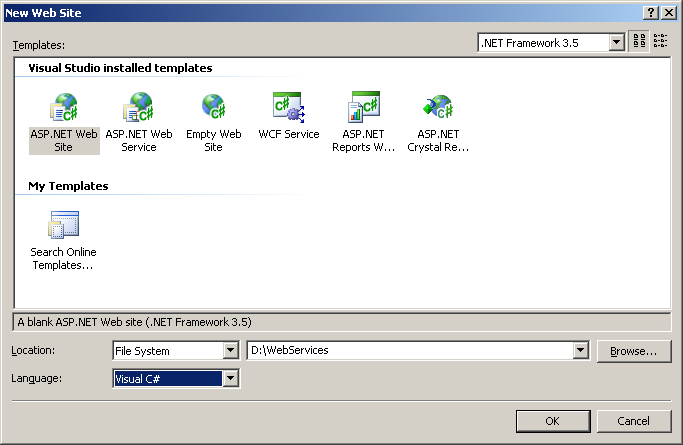 New Web Site
Templates:
.NET Framework 3.5
Visual Studio installed templates
ASP.NET Web Site
ASP.NET Web Service
Empty Web Site
WCF Service
ASP.NET Reports W...
ASP.NET Crystal Re...
My Templates
Search Online Templates...
A blank ASP.NET Web site (.NET Framework 3.5)
Location:
File System
D:\WebServices
Browse...
Language:
Visual C#
OK
Cancel